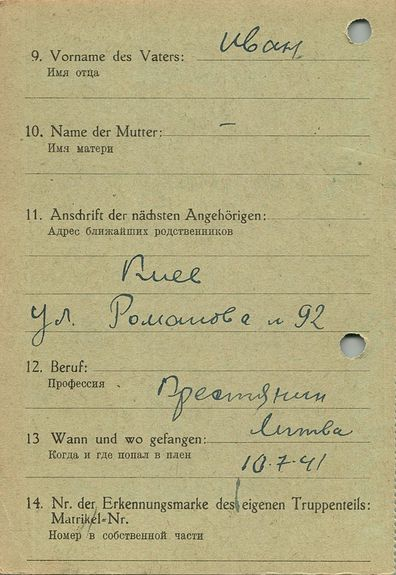 9. Vorname des Vaters: Иван
Имя отца
10. Name der Mutter: –
Имя матери
11. Anschrift der nächsten Angehörigen:
Адрес ближайших родственников
Киев
ул. Романова 92
12. Beruf:
Профессия Крестянин
13 Wann und wo gefangen: Литва
Когда и где попал в плен 10.7.41
14. Nr. der Erkennungsmarke des eigenen Truppenteils:
Matrikel-Nr.
Номер в собственной части